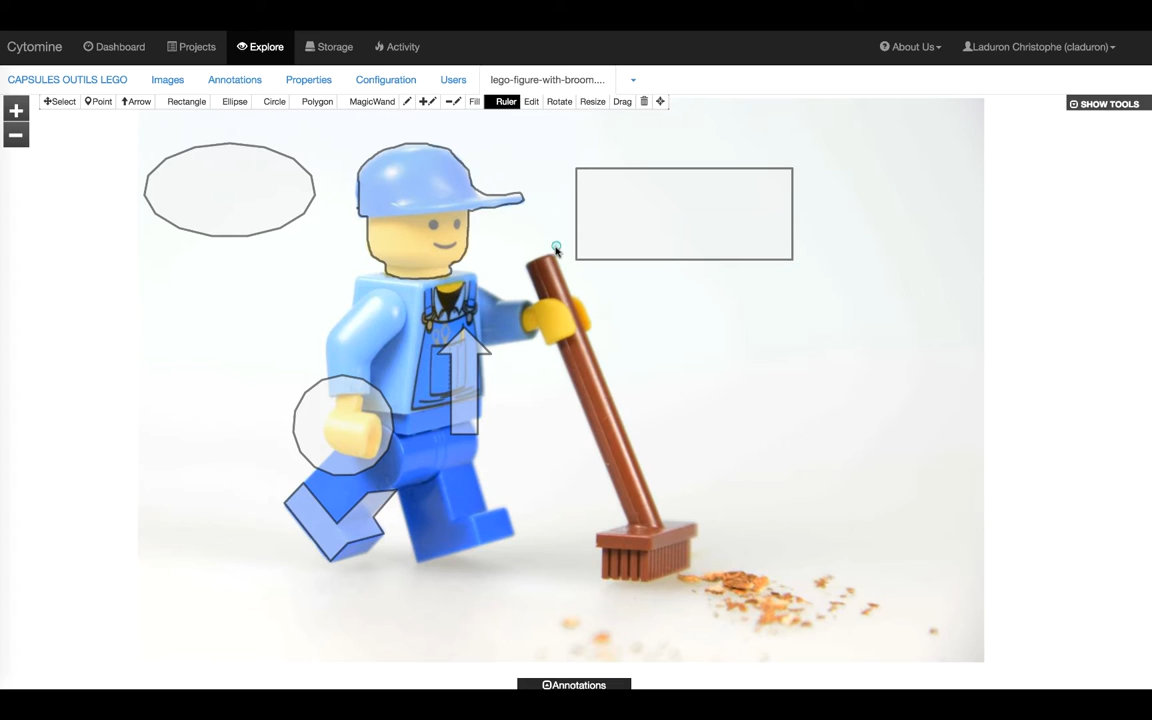 Cytomine Dashboard Projects Explore Storage Activity About Us Laduron Christophe (claduron)
CAPSULES OUTILS LEGO Images Annotations Properties Configuration Users lego-figure-with-broom....
Select Point Arrow Rectangle Ellipse Circle Polygon MagicWand Fill Ruler Edit Rotate Resize Drag
SHOW TOOLS
Annotations